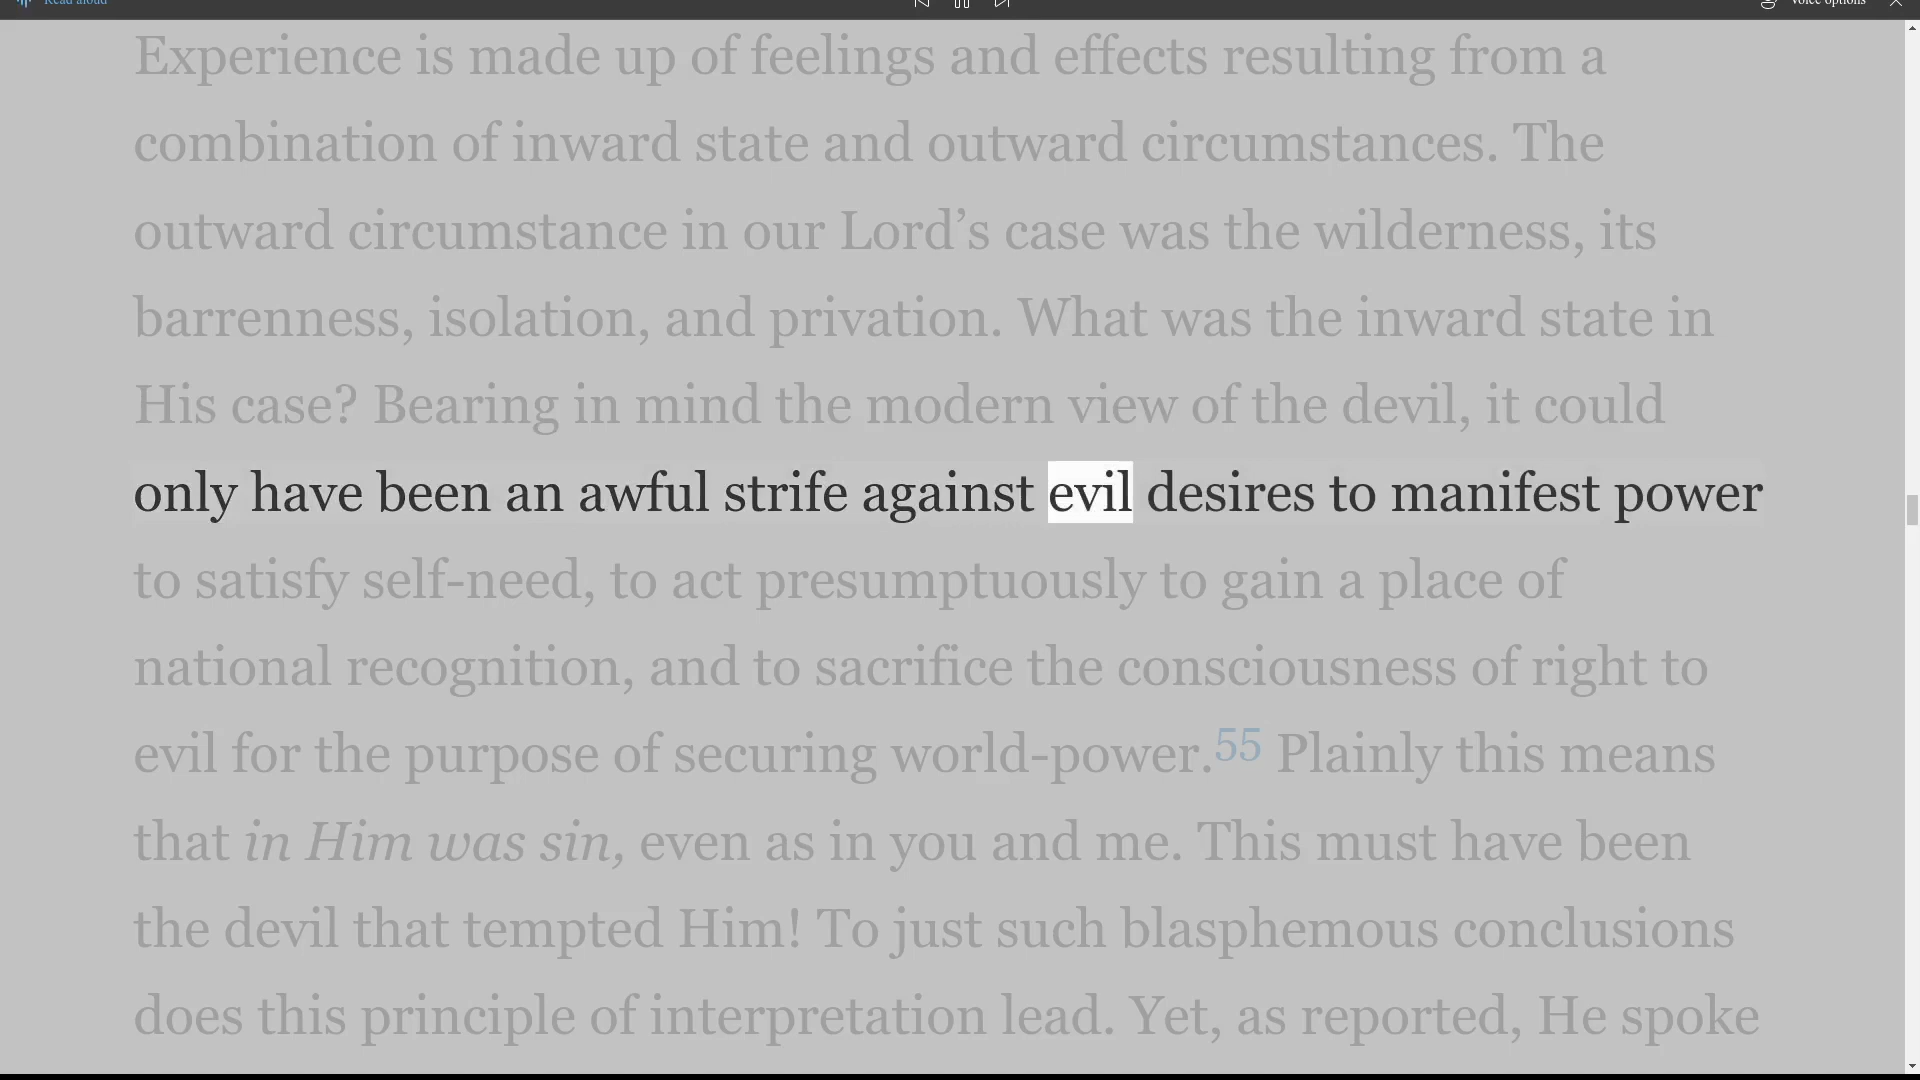 Read aloud
Voice options
Experience is made up of feelings and effects resulting from a
combination of inward state and outward circumstances. The
outward circumstance in our Lord’s case was the wilderness, its
barrenness, isolation, and privation. What was the inward state in
His case? Bearing in mind the modern view of the devil, it could
only have been an awful strife against evil desires to manifest power
to satisfy self-need, to act presumptuously to gain a place of
national recognition, and to sacrifice the consciousness of right to
evil for the purpose of securing world-power.55 Plainly this means
that in Him was sin, even as in you and me. This must have been
the devil that tempted Him! To just such blasphemous conclusions
does this principle of interpretation lead. Yet, as reported, He spoke